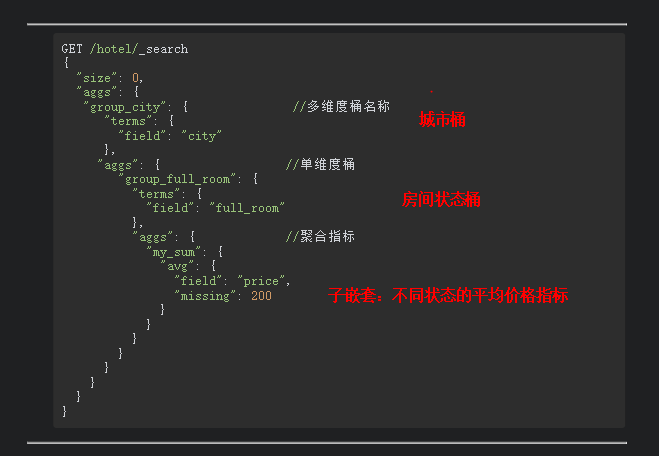 GET /hotel/_search
{
  "size": 0,
  "aggs": {
   "group_city": {               //多维度桶名称
      "terms": {                                城市桶
        "field": "city"
      },
     "aggs": {                  //单维度桶
        "group_full_room": {
          "terms": {                          房间状态桶
            "field": "full_room"
          },
          "aggs": {             //聚合指标
            "my_sum": {
              "avg": {
                "field": "price",
                "missing": 200        子嵌套：不同状态的平均价格指标
              }
            }
          }
        }
      }
    }
  }
}